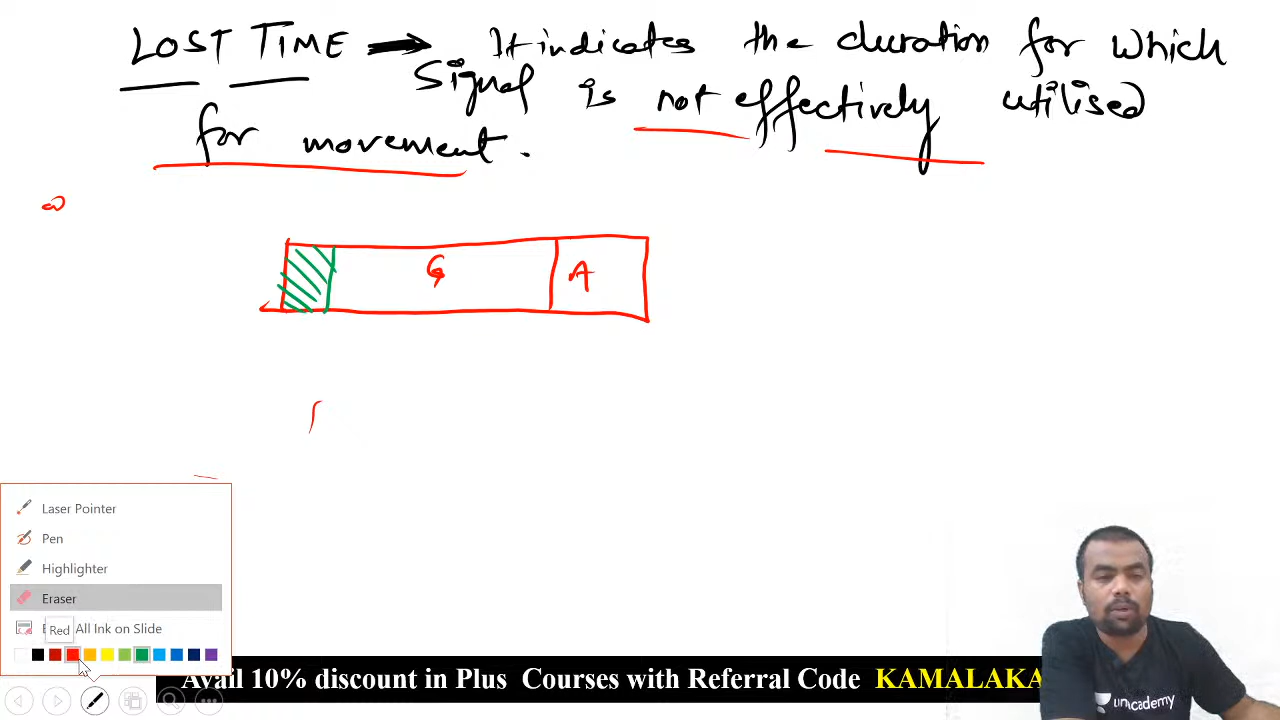 LOST TIME → It indicates the duration for which
Signal is not effectively utilised
for movement.
G A
Laser Pointer
Pen
Highlighter
Eraser
All Ink on Slide
Red
Avail 10% discount in Plus Courses with Referral Code KAMALAKA
unacademy